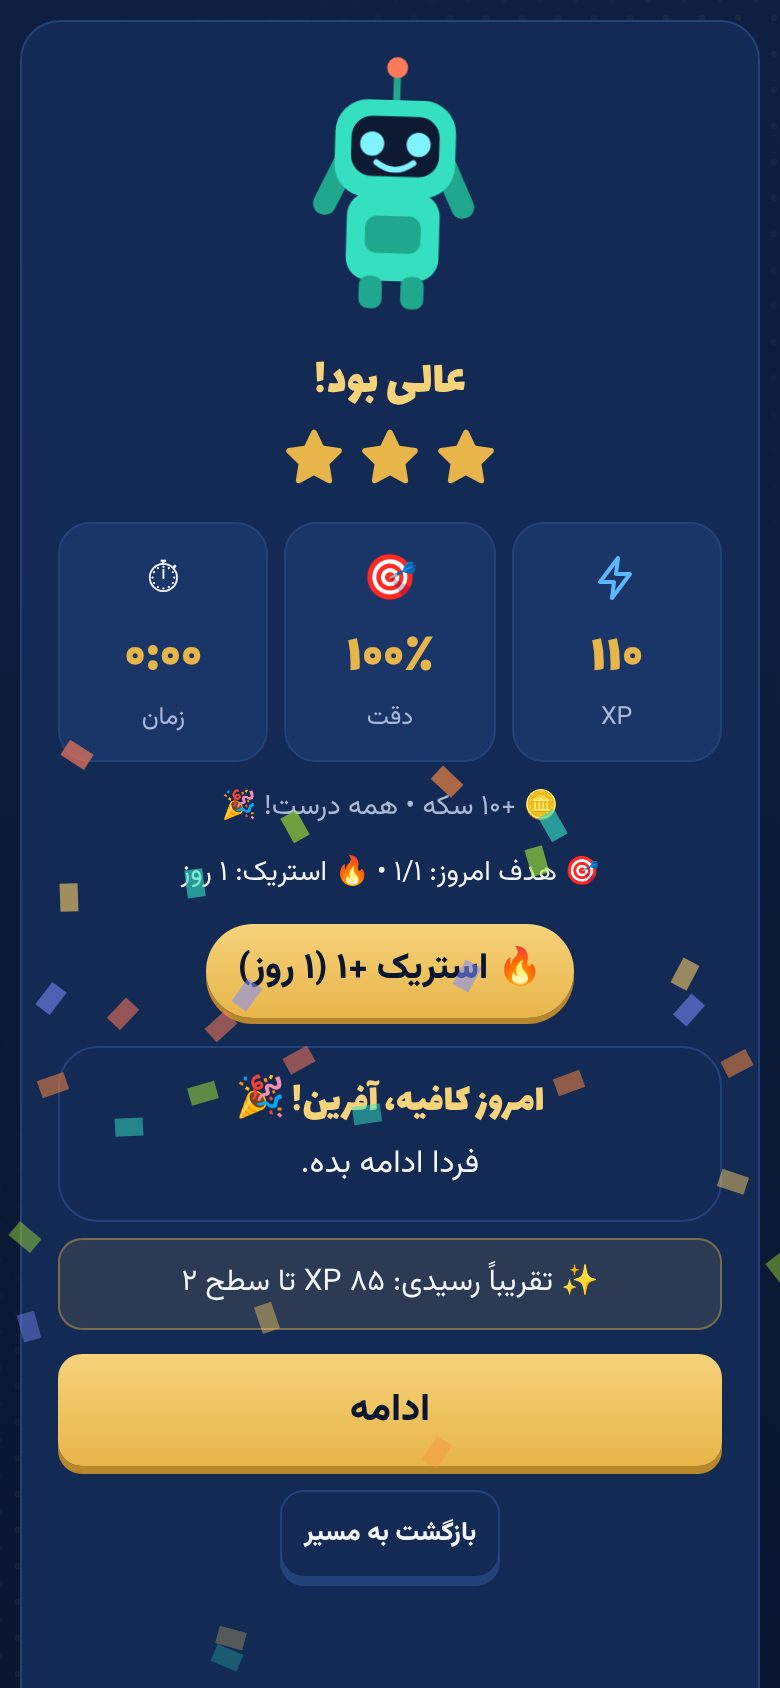 عالی بود!
۱۱۰
XP
۱۰۰٪
دقت
۰:۰۰
زمان
🪙 +۱۰ سکه • همه درست! 🎉
🎯 هدف امروز: ۱/۱ • 🔥 استریک: ۱ روز
🔥 استریک +۱ (۱ روز)
امروز کافیه، آفرین! 🎉
فردا ادامه بده.
✨ تقریباً رسیدی: ۸۵ XP تا سطح ۲
ادامه
بازگشت به مسیر